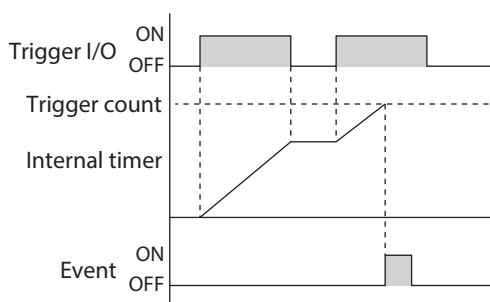 ON
Trigger I/O
OFF
Trigger count
Internal timer
ON
Event
OFF